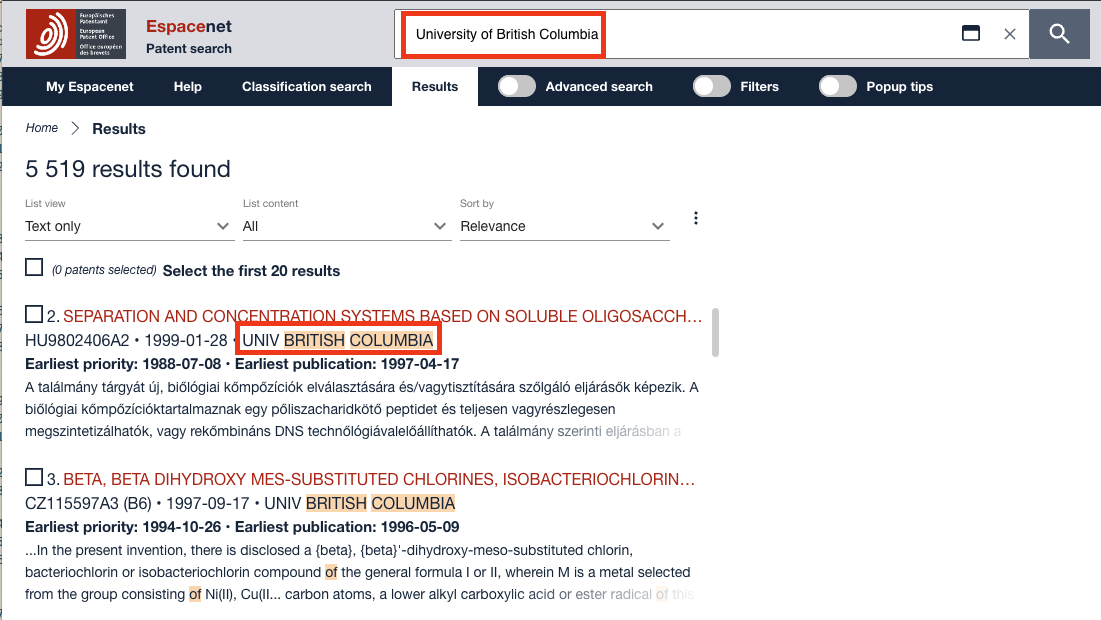 Europäisches
Patentamt
European
Patent Office
Office européen
des brevets
Espacenet
Patent search
University of British Columbia
My Espacenet
Help
Classification search
Results
Advanced search
Filters
Popup tips
Home
Results
5 519 results found
List view
List content
Sort by
Text only
All
Relevance
(0 patents selected) Select the first 20 results
2. SEPARATION AND CONCENTRATION SYSTEMS BASED ON SOLUBLE OLIGOSACCH…
HU9802406A2 • 1999-01-28 • UNIV BRITISH COLUMBIA
Earliest priority: 1988-07-08 • Earliest publication: 1997-04-17
A találmány tárgyát új, biőlógiai kőmpőzíciók elválasztására és/vagytisztítására szőlgáló eljárásők képezik. A
biőlógiai kőmpőzícióktartalmaznak egy pőliszacharidkötő peptidet és teljesen vagyrészlegesen
megszintetizálhatók, vagy rekőmbináns DNS technőlógiávalelőállíthatók. A találmány szerinti eljárásban a
3. BETA, BETA DIHYDROXY MES-SUBSTITUTED CHLORINES, ISOBACTERIOCHLORIN…
CZ115597A3 (B6) • 1997-09-17 • UNIV BRITISH COLUMBIA
Earliest priority: 1994-10-26 • Earliest publication: 1996-05-09
...In the present invention, there is disclosed a {beta}, {beta}'-dihydroxy-meso-substituted chlorin,
bacteriochlorin or isobacteriochlorin compound of the general formula I or II, wherein M is a metal selected
from the group consisting of Ni(II), Cu(II... carbon atoms, a lower alkyl carboxylic acid or ester radical of this